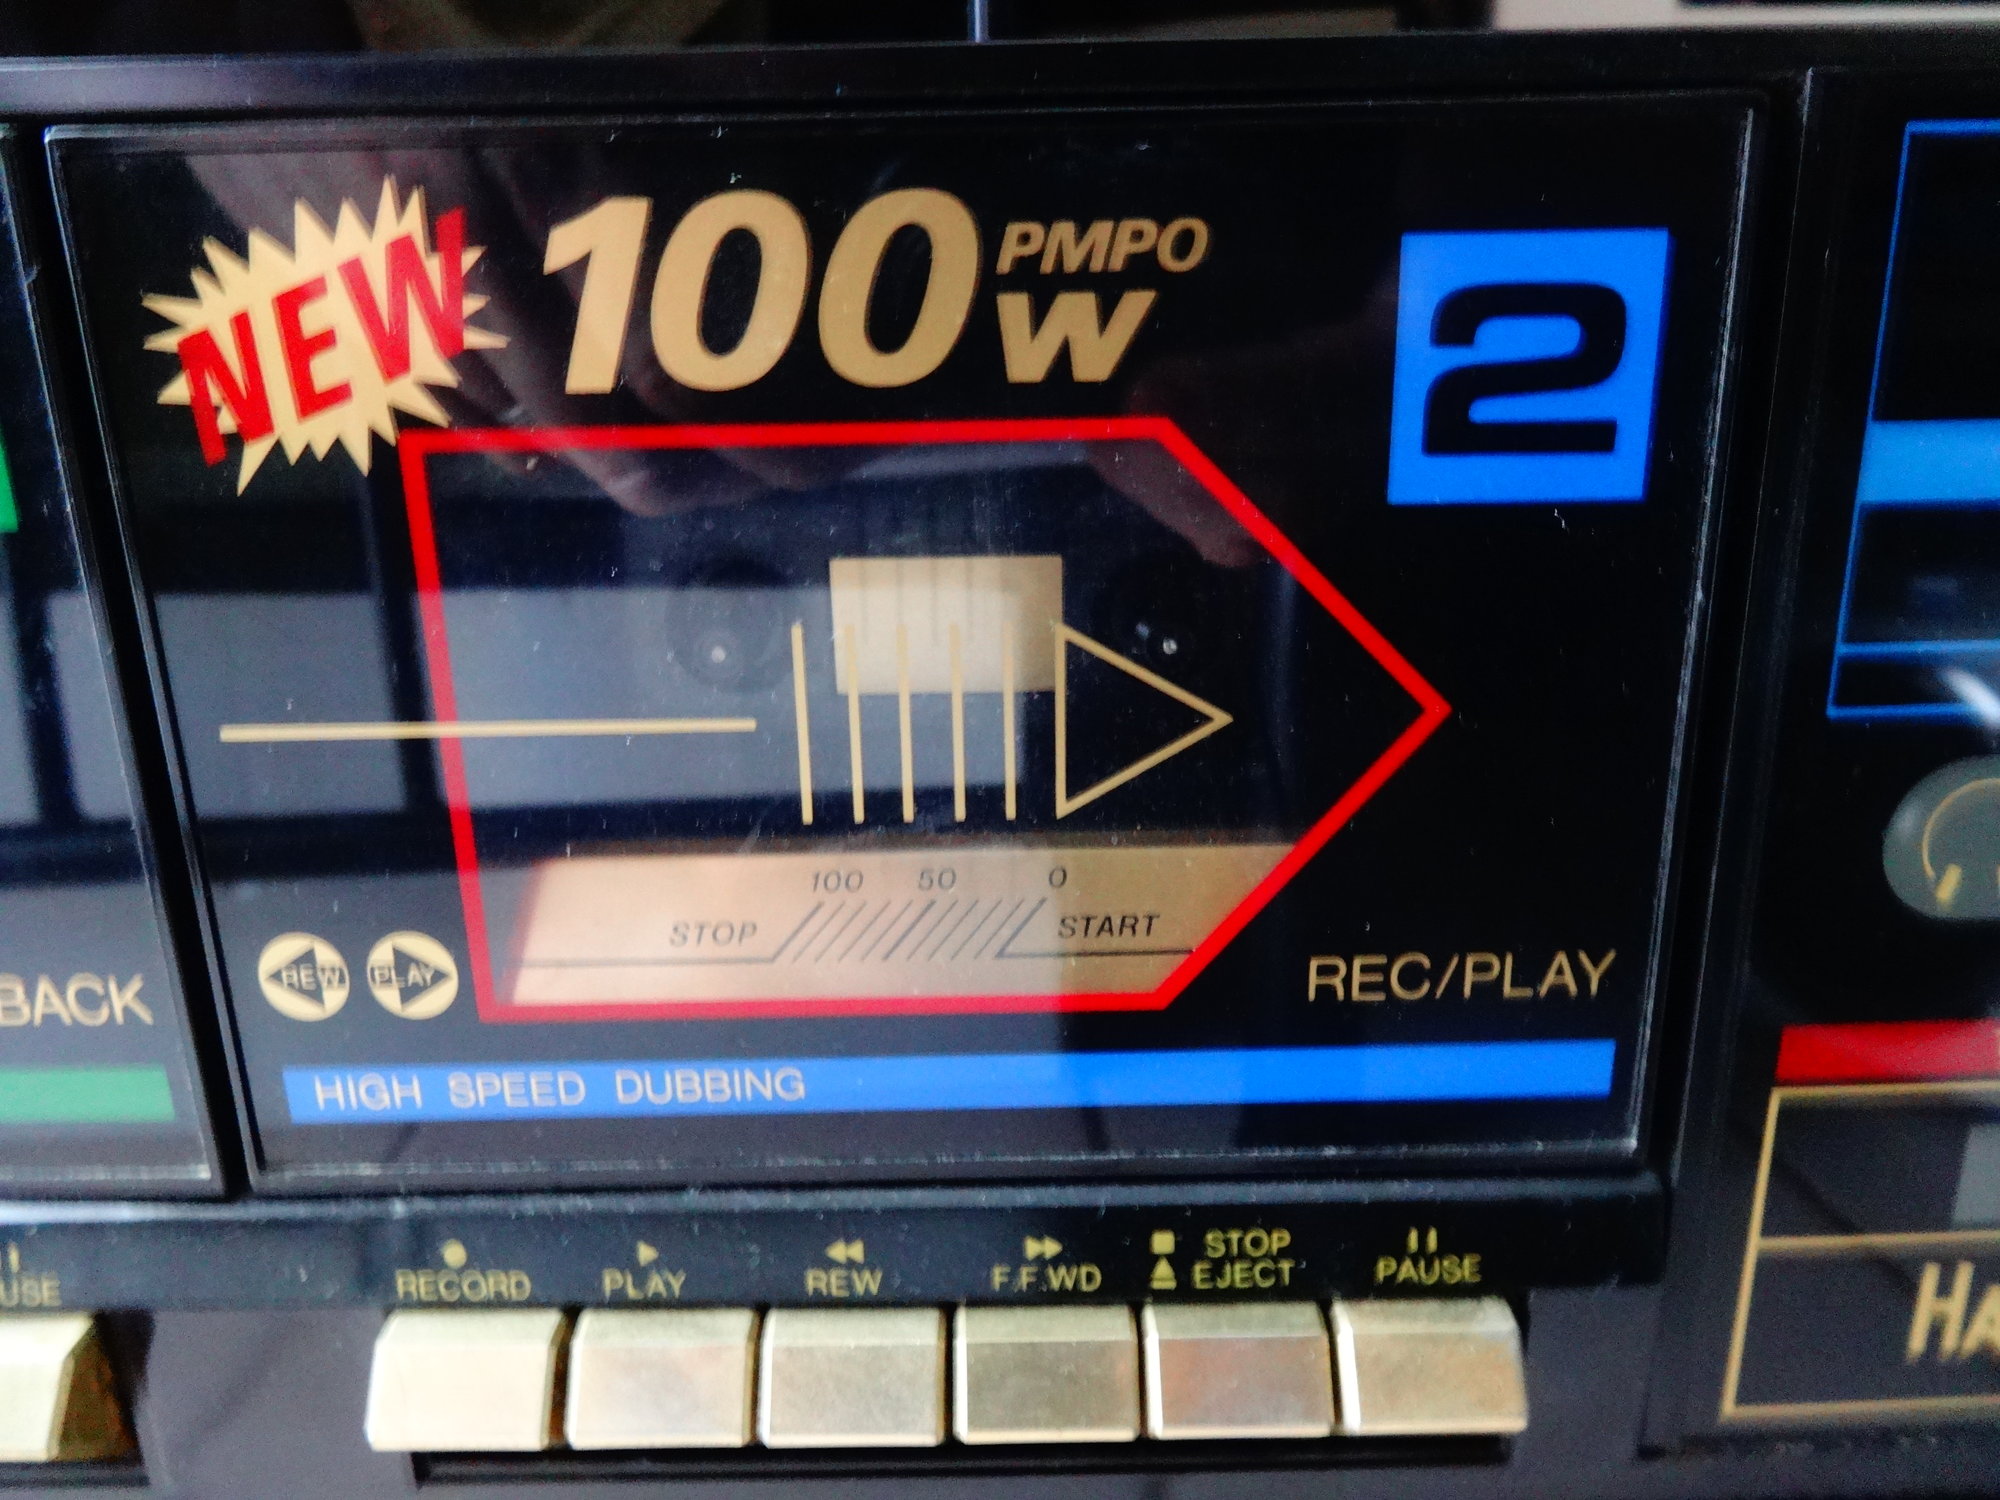 NEW
100 PMPO
W
2
100 50 0
STOP START
REW PLAY
REC/PLAY
BACK
HIGH SPEED DUBBING
RECORD PLAY REW F.F.WD STOP
EJECT PAUSE